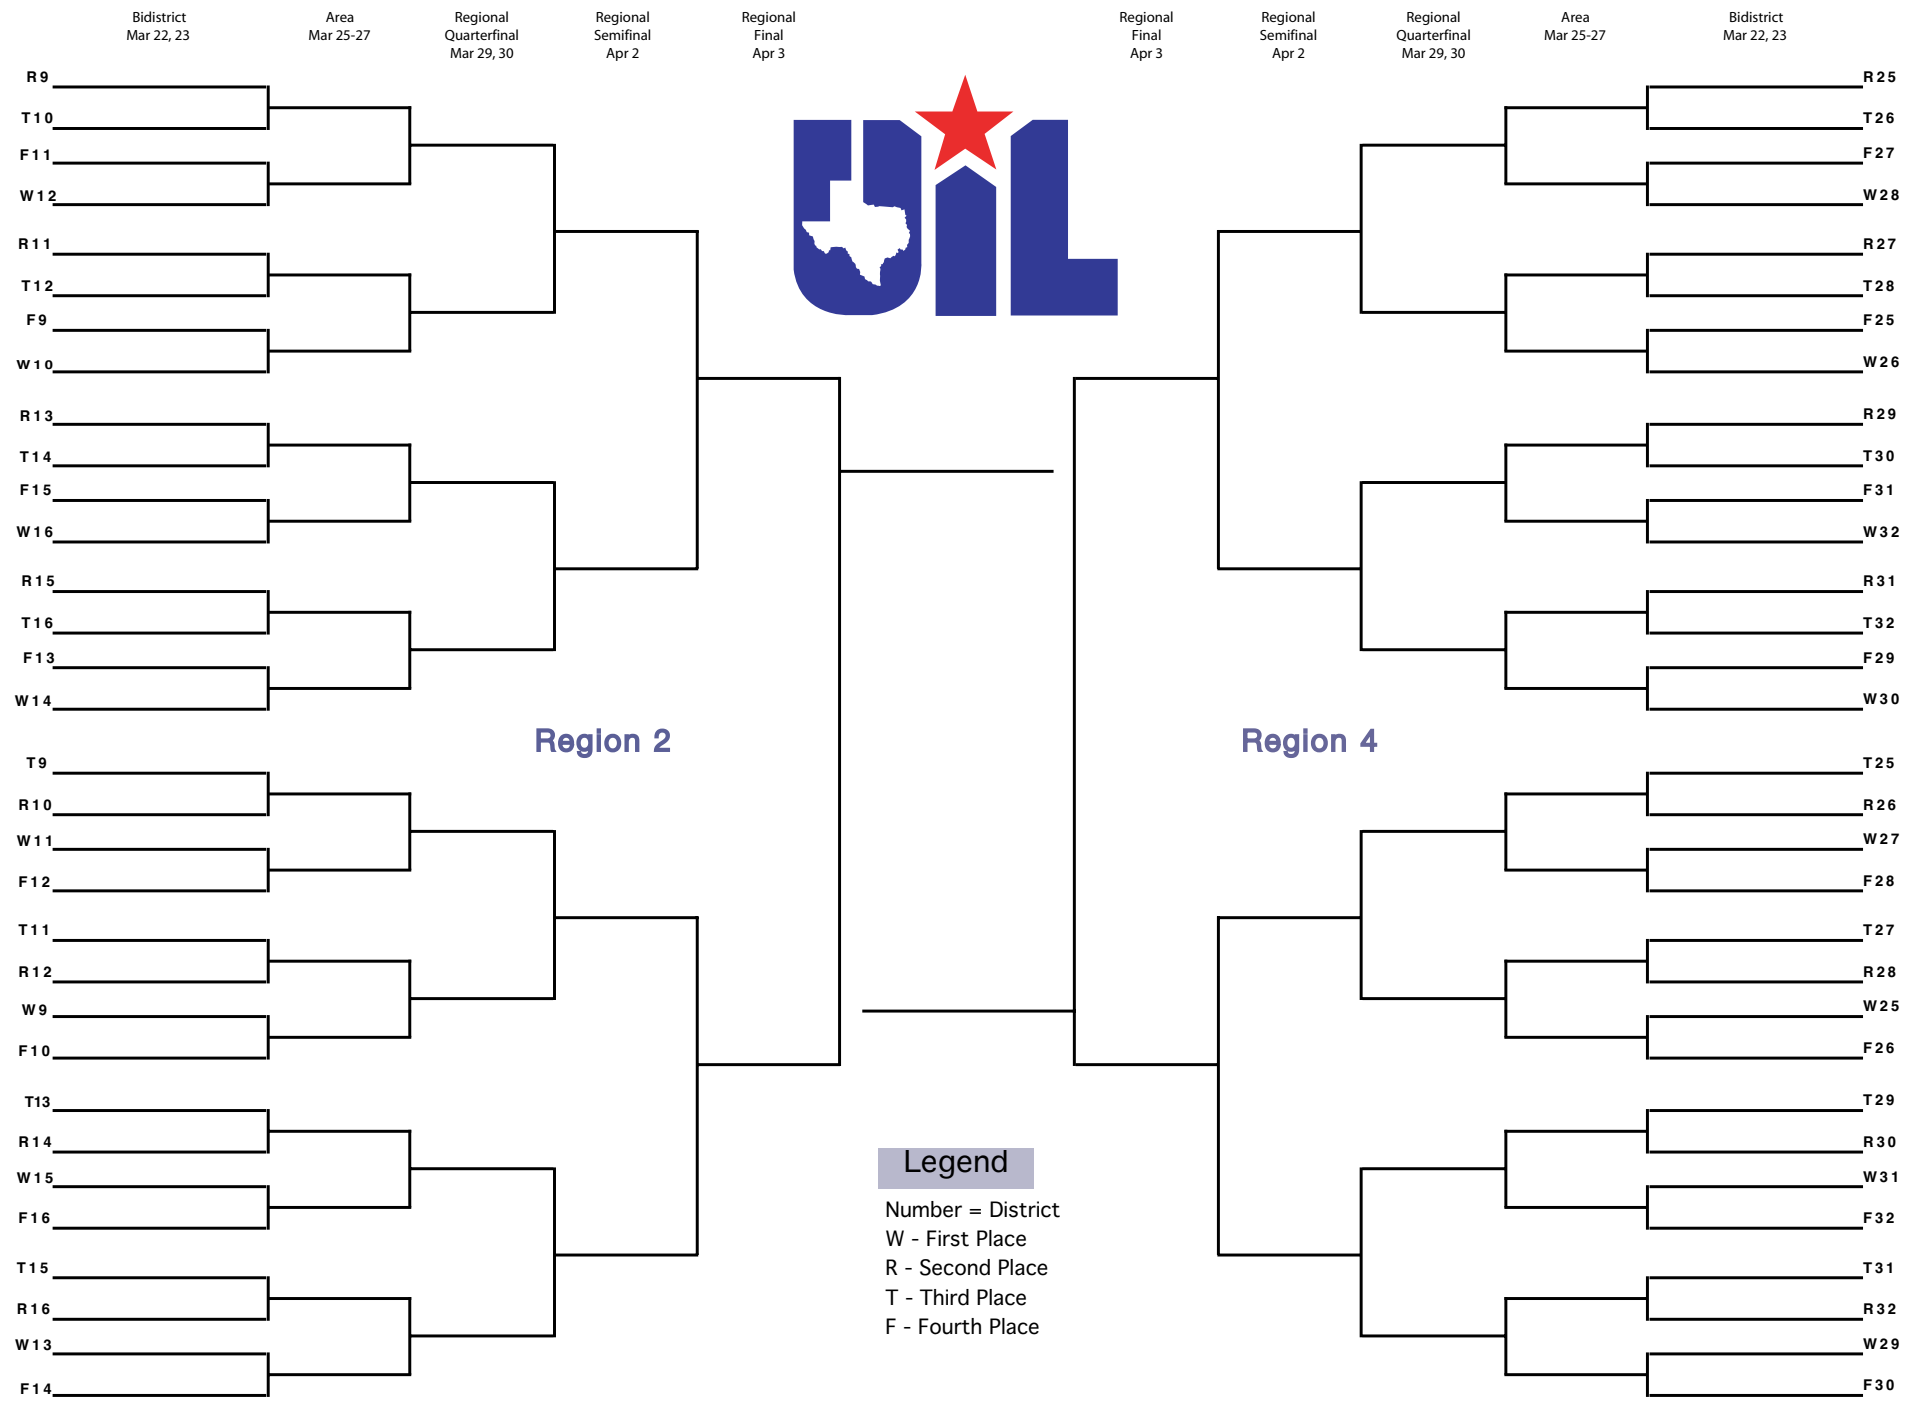 Bidistrict
Mar 22, 23
Area
Mar 25-27
Regional
Quarterfinal
Mar 29, 30
Regional
Semifinal
Apr 2
Regional
Final
Apr 3
Regional
Final
Apr 3
Regional
Semifinal
Apr 2
Regional
Quarterfinal
Mar 29, 30
Area
Mar 25-27
Bidistrict
Mar 22, 23
R9
T10
F11
W12
R11
T12
F9
W10
R13
T14
F15
W16
R15
T16
F13
W14
T9
R10
W11
F12
T11
R12
W9
F10
T13
R14
W15
F16
T15
R16
W13
F14
Region 2
UIL
Legend
Number = District
W - First Place
R - Second Place
T - Third Place
F - Fourth Place
Region 4
R25
T26
F27
W28
R27
T28
F25
W26
R29
T30
F31
W32
R31
T32
F29
W30
T25
R26
W27
F28
T27
R28
W25
F26
T29
R30
W31
F32
T31
R32
W29
F30